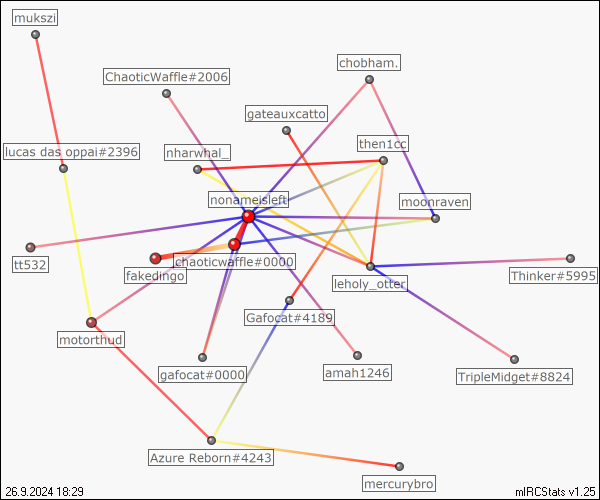 mukszi
chobham.
ChaoticWaffle#2006
gateauxcatto
then1cc
lucas das oppai#2396
nharwhal_
nonameisleft
moonraven
tt532
chaoticwaffle#0000
fakedingo
leholy_otter
Thinker#5995
Gafocat#4189
motorthud
gafocat#0000
amah1246
TripleMidget#8824
Azure Reborn#4243
mercurybro
26.9.2024 18:29
mIRCStats v1.25